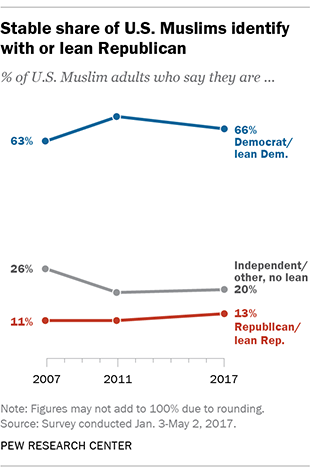 Stable share of U.S. Muslims identify
with or lean Republican
% of U.S. Muslim adults who say they are ...
63%
66%
Democrat/
lean Dem.
26%
Independent/
other, no lean
20%
11%
13%
Republican/
lean Rep.
2007 2011 2017
Note: Figures may not add to 100% due to rounding.
Source: Survey conducted Jan. 3-May 2, 2017.
PEW RESEARCH CENTER